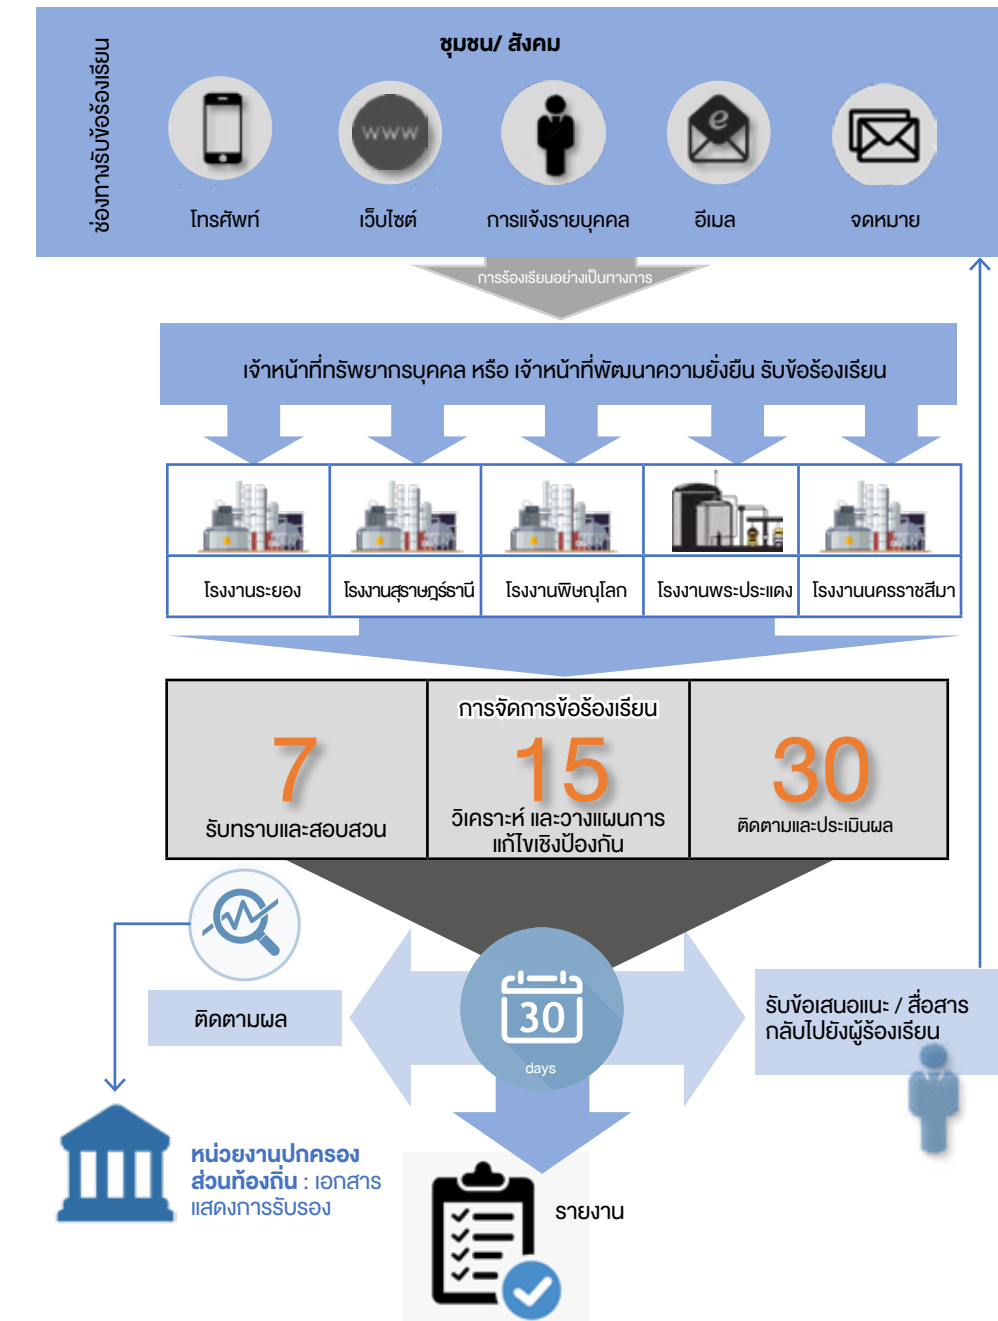 ชุมชน/ สังคม
ช่องทางรับข้อร้องเรียน
www
e
โทรศัพท์
เว็บไซต์
การแจ้งรายบุคคล
อีเมล
จดหมาย
การร้องเรียนอย่างเป็นทางการ
เจ้าหน้าที่ทรัพยากรบุคคล หรือ เจ้าหน้าที่พัฒนาความยั่งยืน รับข้อร้องเรียน
โรงงานระยอง
โรงงานสุราษฎร์ธานี
โรงงานพิษณุโลก
โรงงานพระประแดง
โรงงานนครราชสีมา
การจัดการข้อร้องเรียน
7
รับทราบและสอบสวน
15
วิเคราะห์ และวางแผนการ
แก้ไขเชิงป้องกัน
30
ติดตามและประเมินผล
ติดตามผล
30
days
รับข้อเสนอแนะ / สื่อสาร
กลับไปยังผู้ร้องเรียน
หน่วยงานปกครอง
ส่วนท้องถิ่น : เอกสาร
แสดงการรับรอง
รายงาน